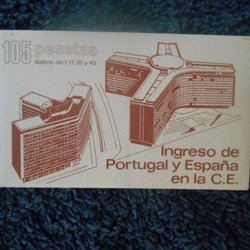 105 pesetas
Sellos de 7,17,30 y 45
Ingreso de
Portugal y España
en la C.E.